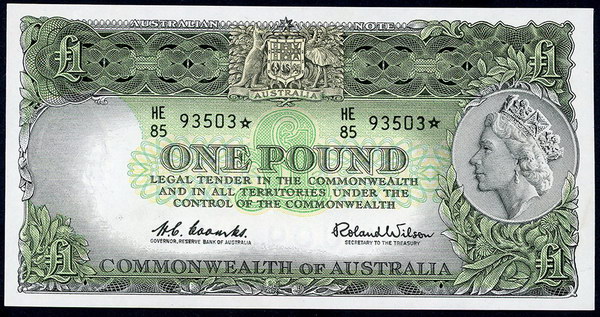 AUSTRALIAN NOTE
£1 £1
AUSTRALIA
HE 85 93503☆ HE 85 93503☆
ONE POUND
LEGAL TENDER IN THE COMMONWEALTH
AND IN ALL TERRITORIES UNDER THE
CONTROL OF THE COMMONWEALTH
H.C. Coombs Roland Wilson
GOVERNOR, RESERVE BANK OF AUSTRALIA SECRETARY TO THE TREASURY
£1 £1
COMMONWEALTH OF AUSTRALIA